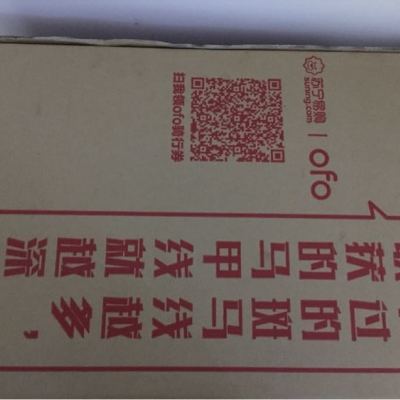 苏宁易购 | ofo
suning.com
扫我领ofo骑行券
过的斑马线越多，
获的马甲线就越深